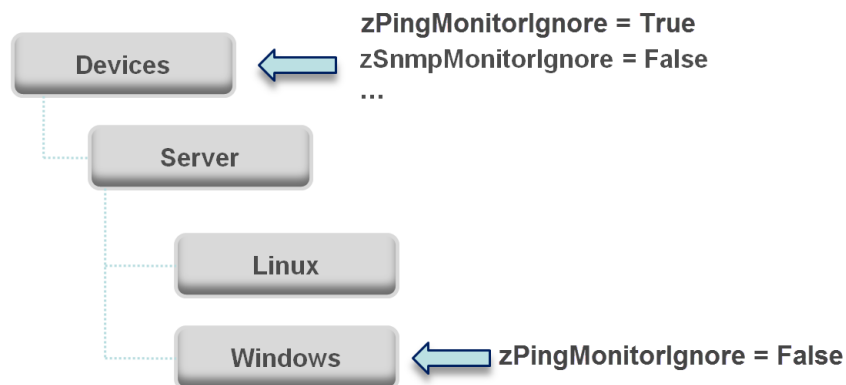 zPingMonitorIgnore = True
Devices
zSnmpMonitorIgnore = False
...
Server
Linux
Windows
zPingMonitorIgnore = False